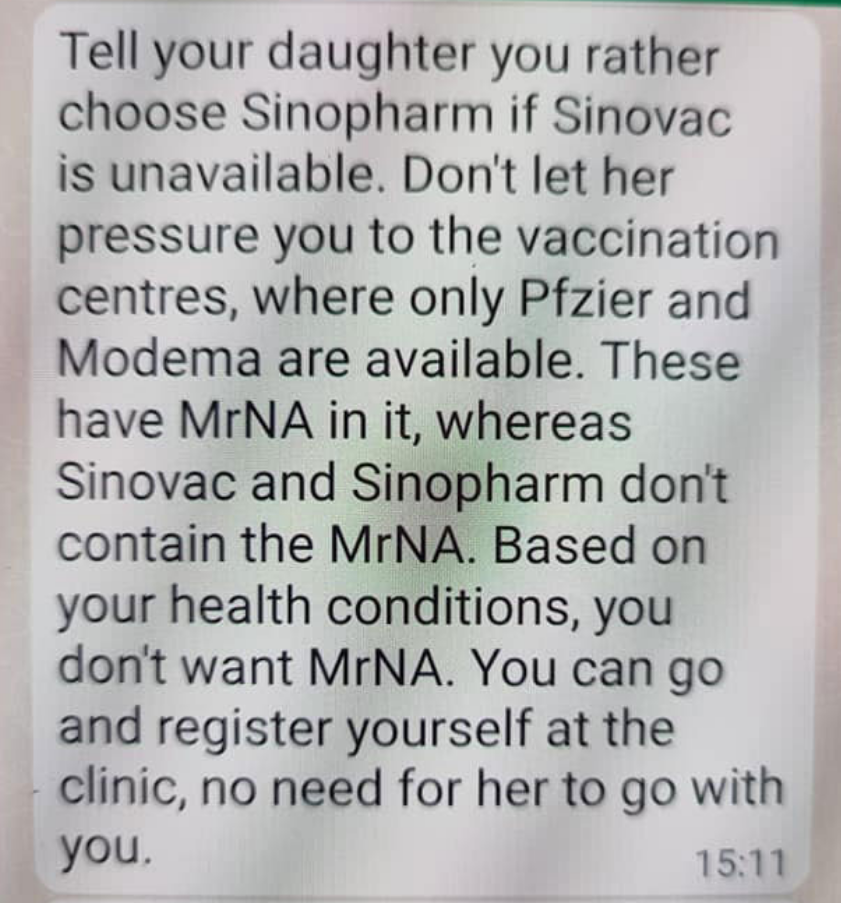 Tell your daughter you rather
choose Sinopharm if Sinovac
is unavailable. Don't let her
pressure you to the vaccination
centres, where only Pfzier and
Modema are available. These
have MrNA in it, whereas
Sinovac and Sinopharm don't
contain the MrNA. Based on
your health conditions, you
don't want MrNA. You can go
and register yourself at the
clinic, no need for her to go with
you.
15:11